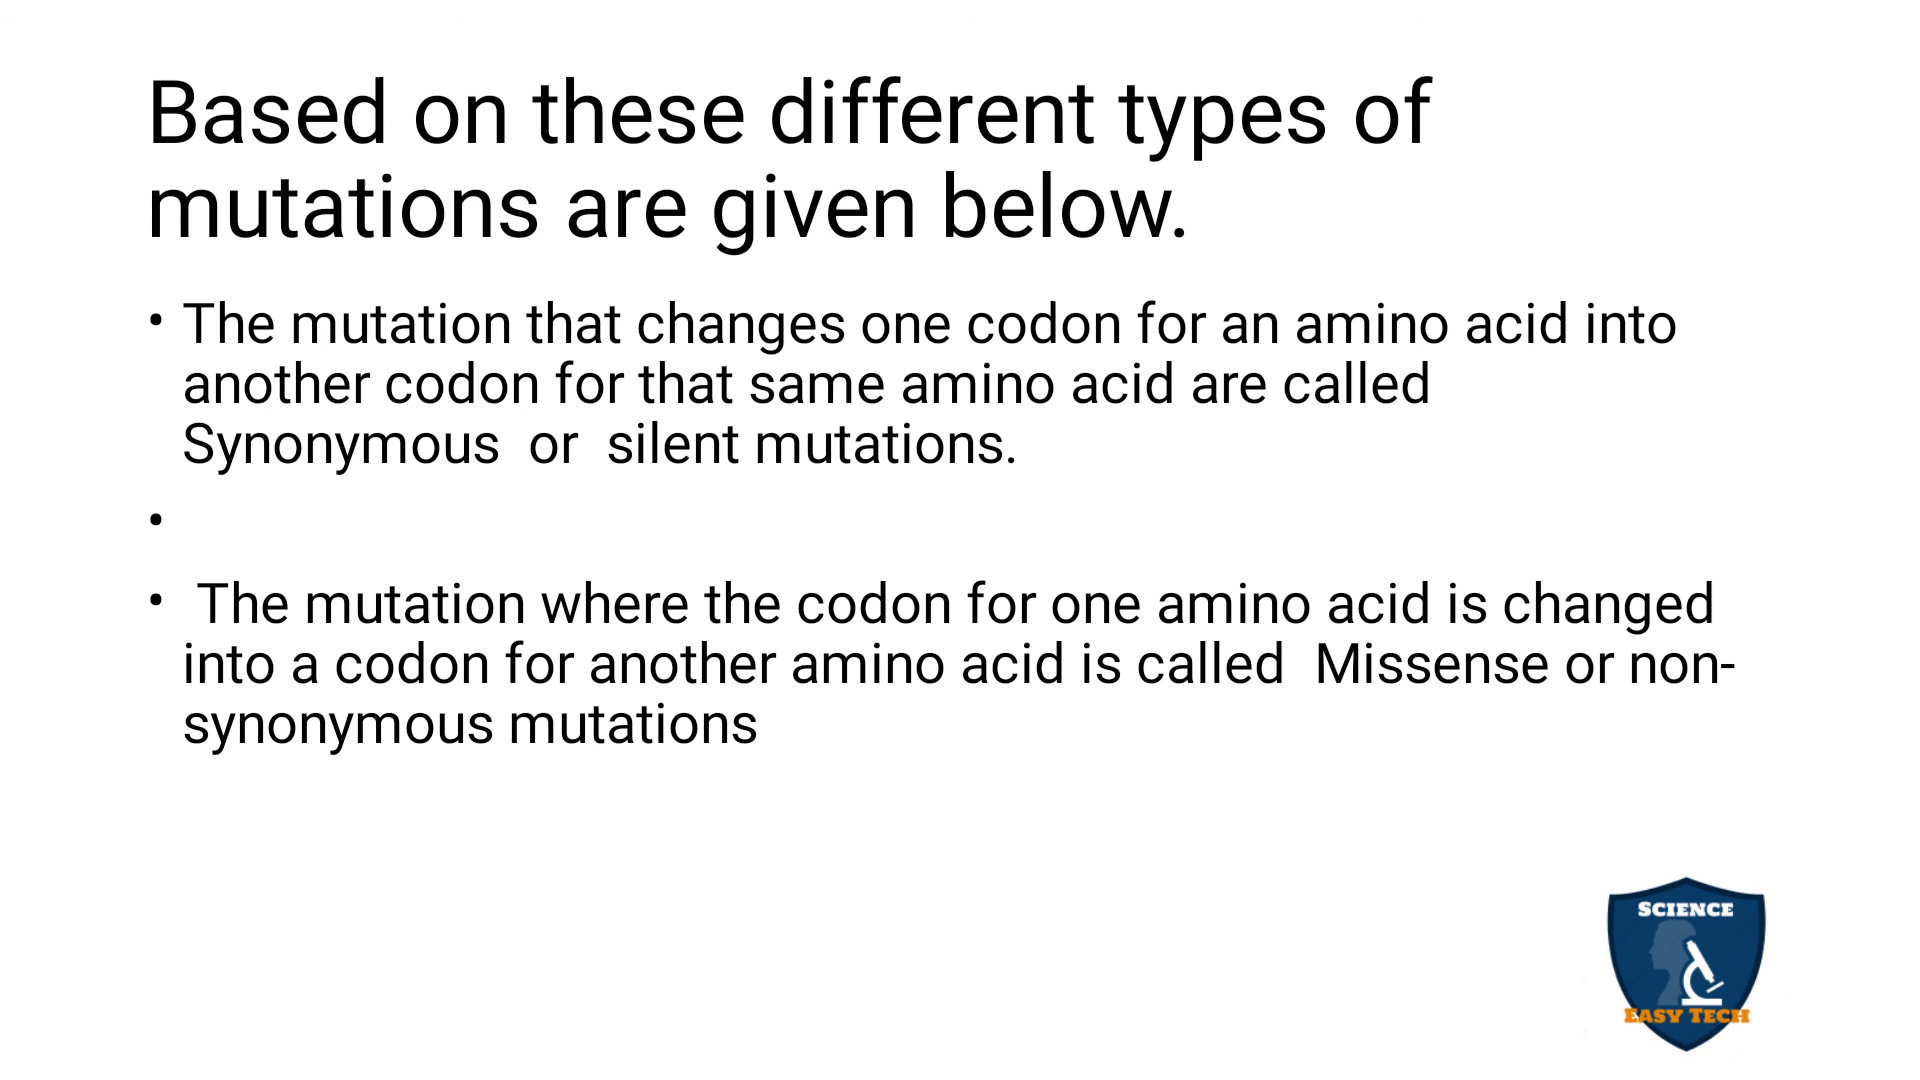 Based on these different types of
mutations are given below.
• The mutation that changes one codon for an amino acid into
another codon for that same amino acid are called
Synonymous  or  silent mutations.
•
•  The mutation where the codon for one amino acid is changed
into a codon for another amino acid is called  Missense or non-
synonymous mutations
SCIENCE
EASY TECH